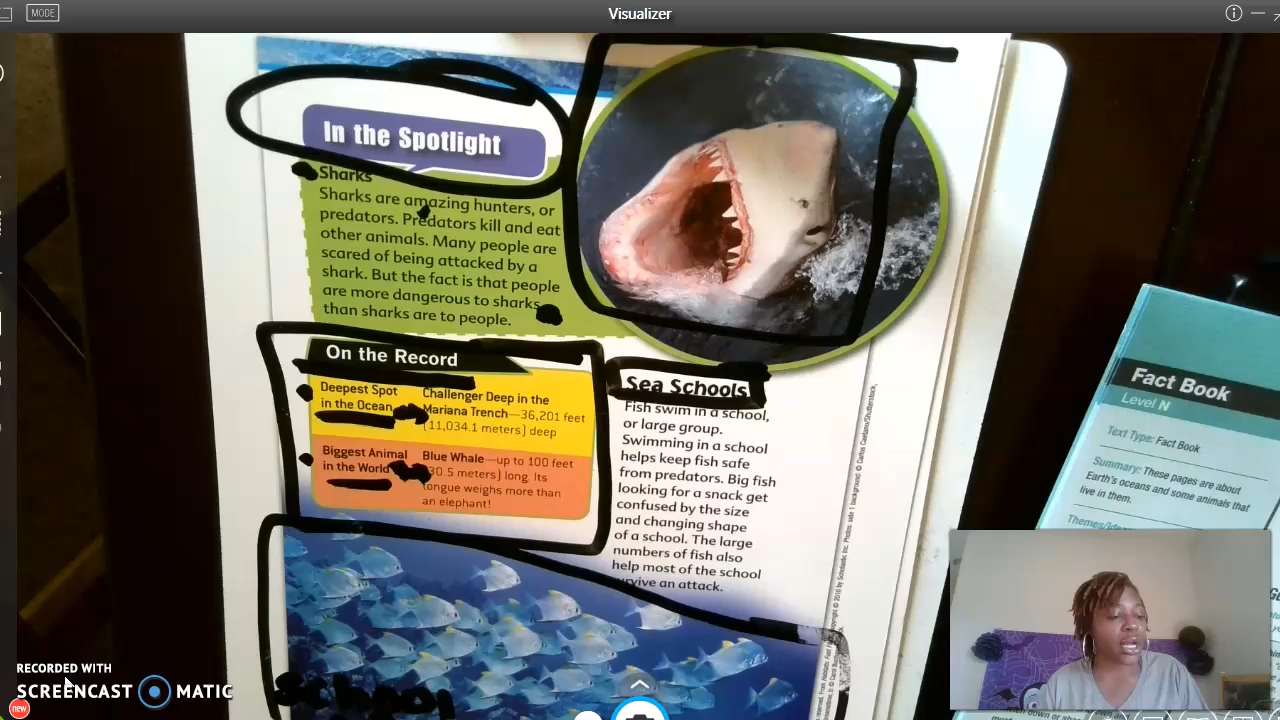 MODE
Visualizer
In the Spotlight
Sharks
Sharks are amazing hunters, or
predators. Predators kill and eat
other animals. Many people are
scared of being attacked by a
shark. But the fact is that people
are more dangerous to sharks
than sharks are to people.
On the Record
Deepest Spot
in the Ocean
Challenger Deep in the
Mariana Trench—36,201 feet
(11,034.1 meters) deep
Biggest Animal
in the World
Blue Whale—up to 100 feet
(30.5 meters) long. Its
tongue weighs more than
an elephant!
Sea Schools
Fish swim in a school,
or large group.
Swimming in a school
helps keep fish safe
from predators. Big fish
looking for a snack get
confused by the size
and changing shape
of a school. The large
numbers of fish also
help most of the school
survive an attack.
Fact Book
Level N
Text Type: Fact Book
Summary: These pages are about
Earth's oceans and some animals that
live in them.
RECORDED WITH
SCREENCAST MATIC
new